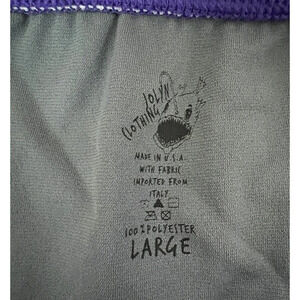 JOLYN
CLOTHING
MADE IN U.S.A.
WITH FABRIC
IMPORTED FROM
ITALY
100% POLYESTER
LARGE